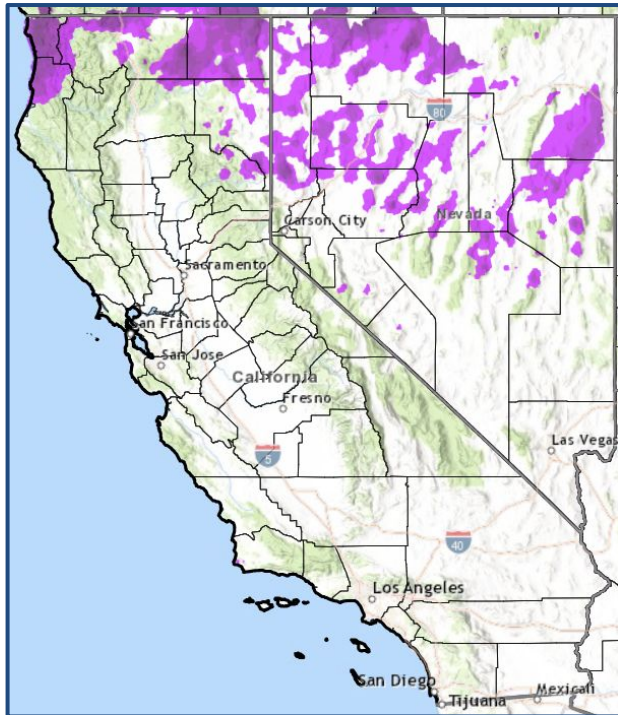 80
Carson City
Nevada
Sacramento
San Francisco
San Jose
California
Fresno
Las Vegas
5
40
Los Angeles
San Diego
Tijuana
Mexicali